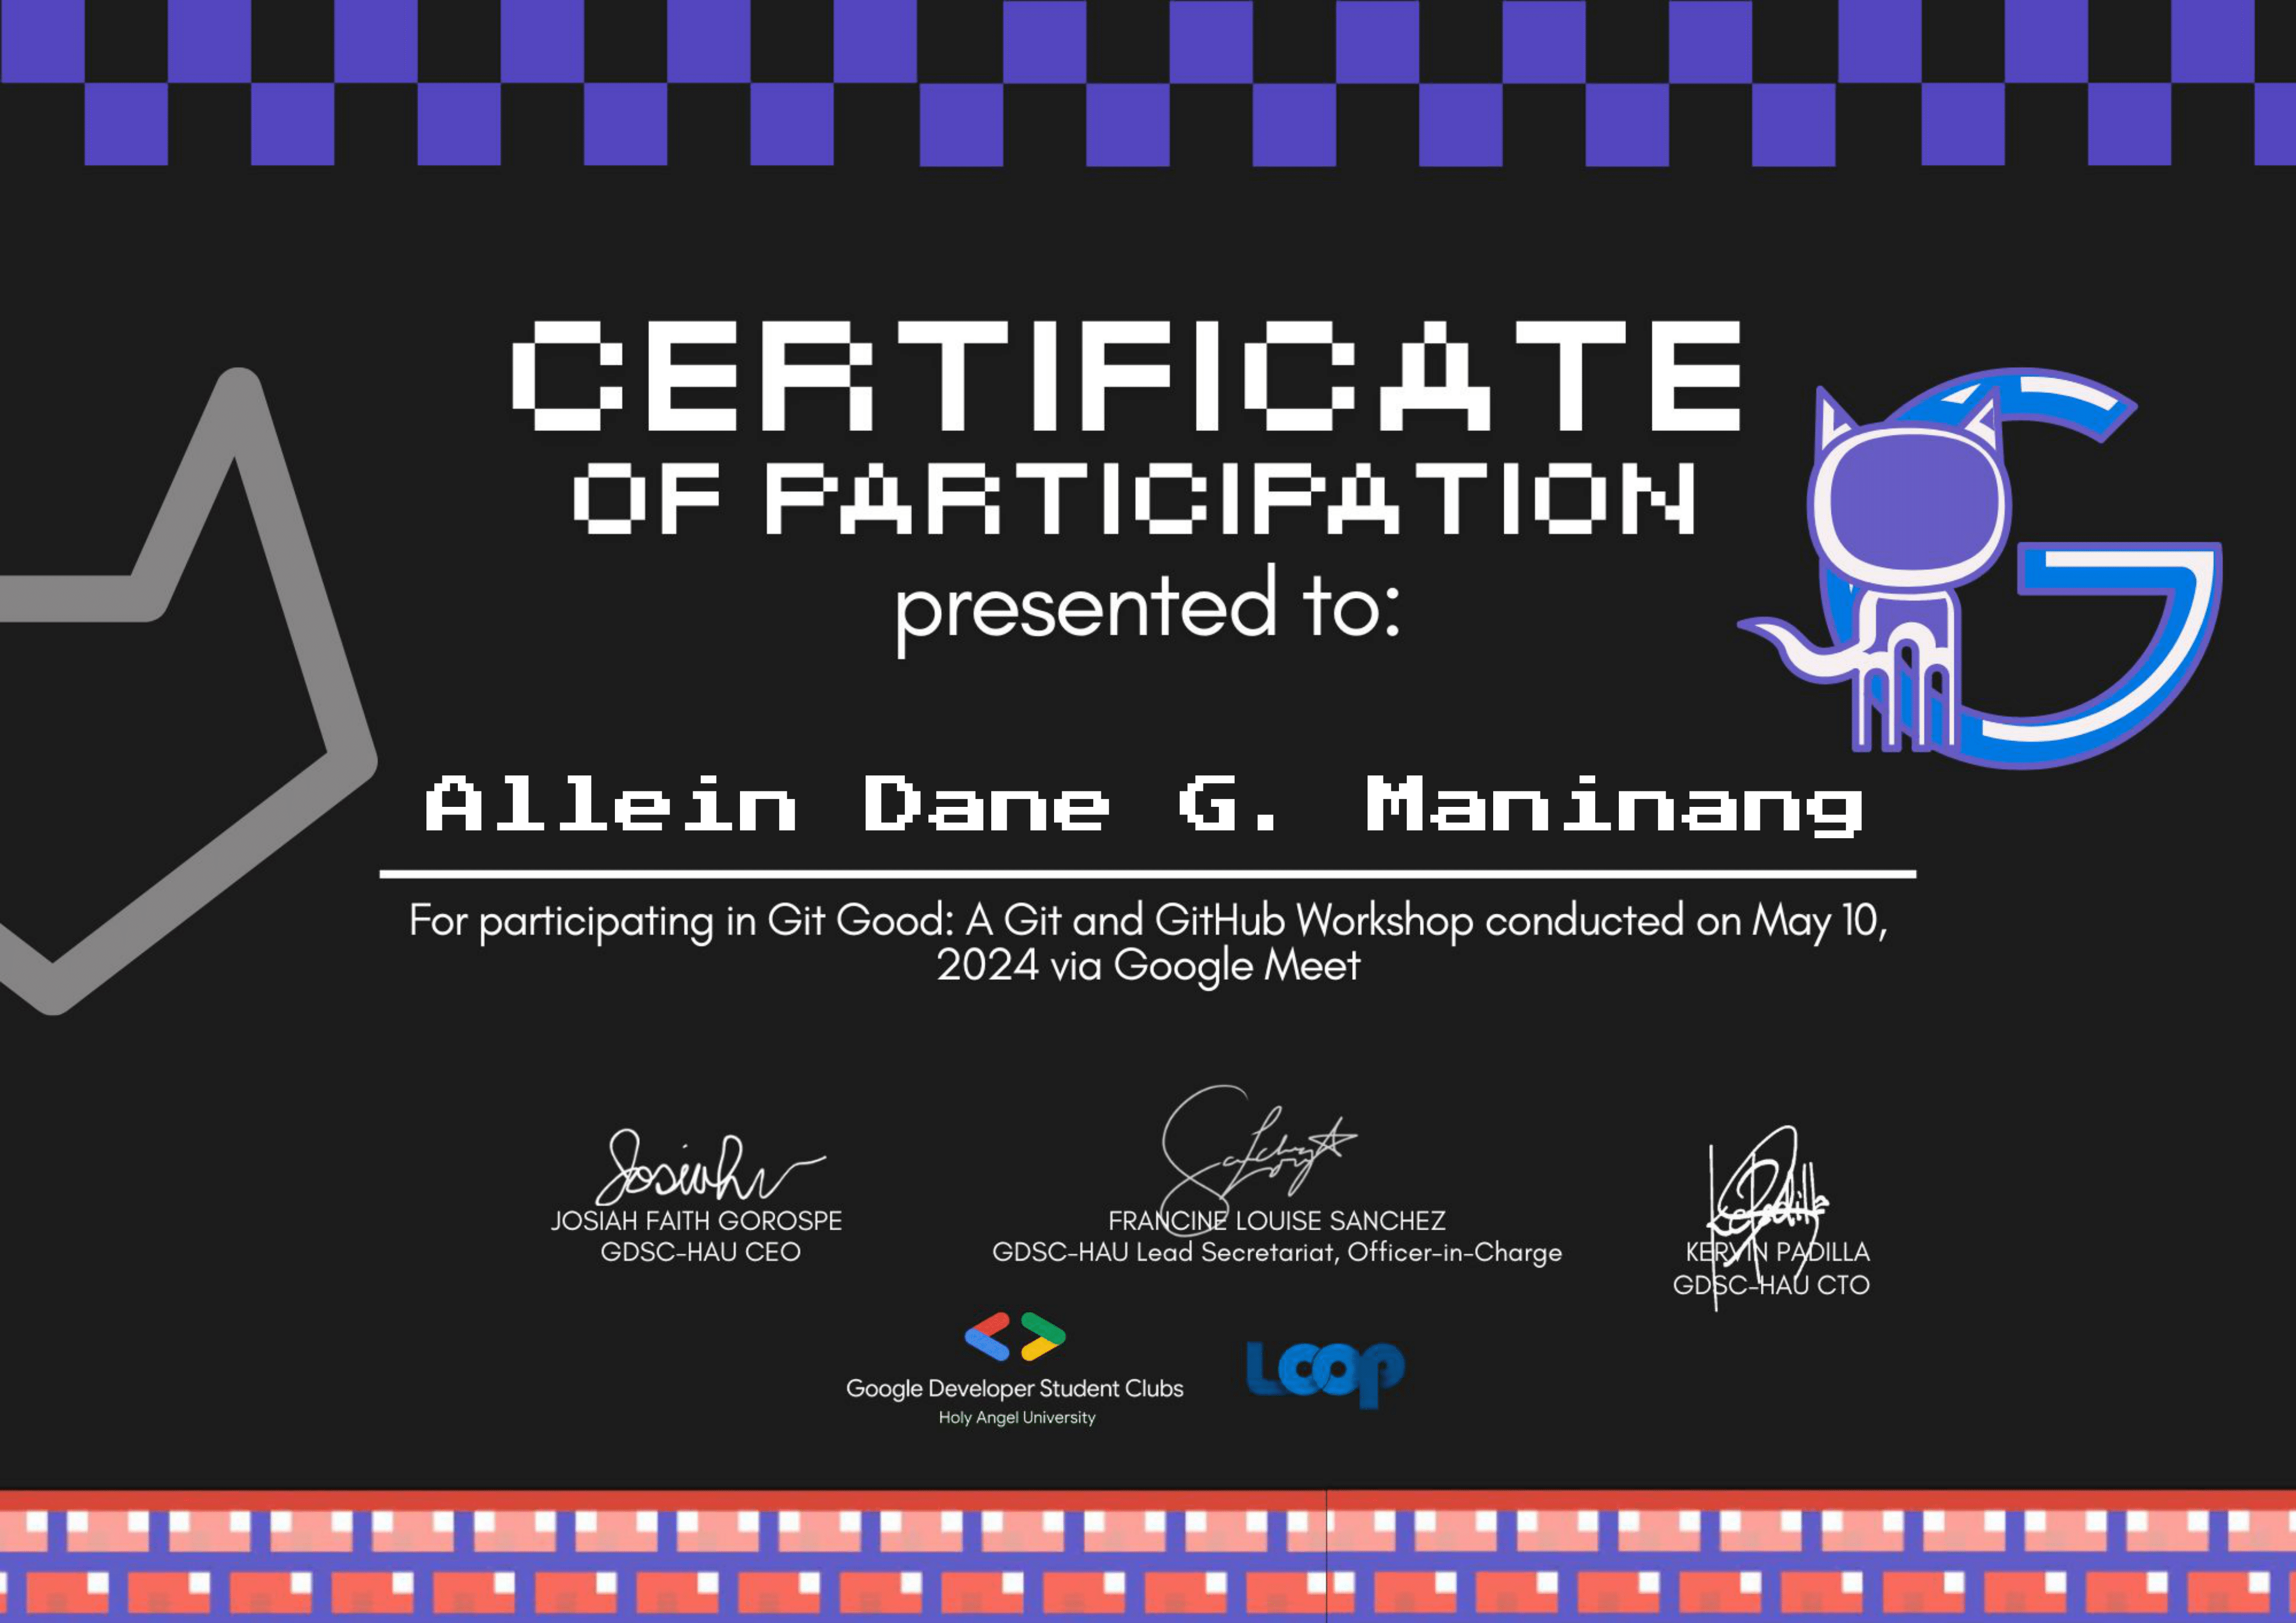 CERTIFICATE
OF PARTICIPATION
presented to:
Allein Dane G. Maninang
For participating in Git Good: A Git and GitHub Workshop conducted on May 10,
2024 via Google Meet
JOSIAH FAITH GOROSPE
GDSC-HAU CEO
FRANCINE LOUISE SANCHEZ
GDSC-HAU Lead Secretariat, Officer-in-Charge
KERVIN PADILLA
GDSC-HAU CTO
Google Developer Student Clubs
Holy Angel University
LOOP